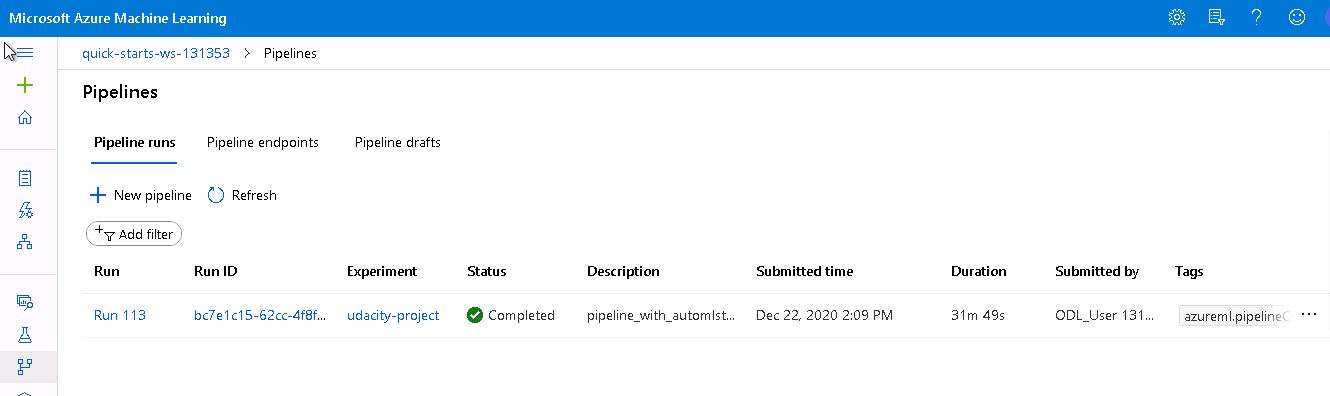 Microsoft Azure Machine Learning
quick-starts-ws-131353 > Pipelines
Pipelines
Pipeline runs Pipeline endpoints Pipeline drafts
New pipeline Refresh
Add filter
Run Run ID Experiment Status Description Submitted time Duration Submitted by Tags
Run 113 bc7e1c15-62cc-4f8f... udacity-project Completed pipeline_with_automlst... Dec 22, 2020 2:09 PM 31m 49s ODL_User 131... azureml.pipelineC ...